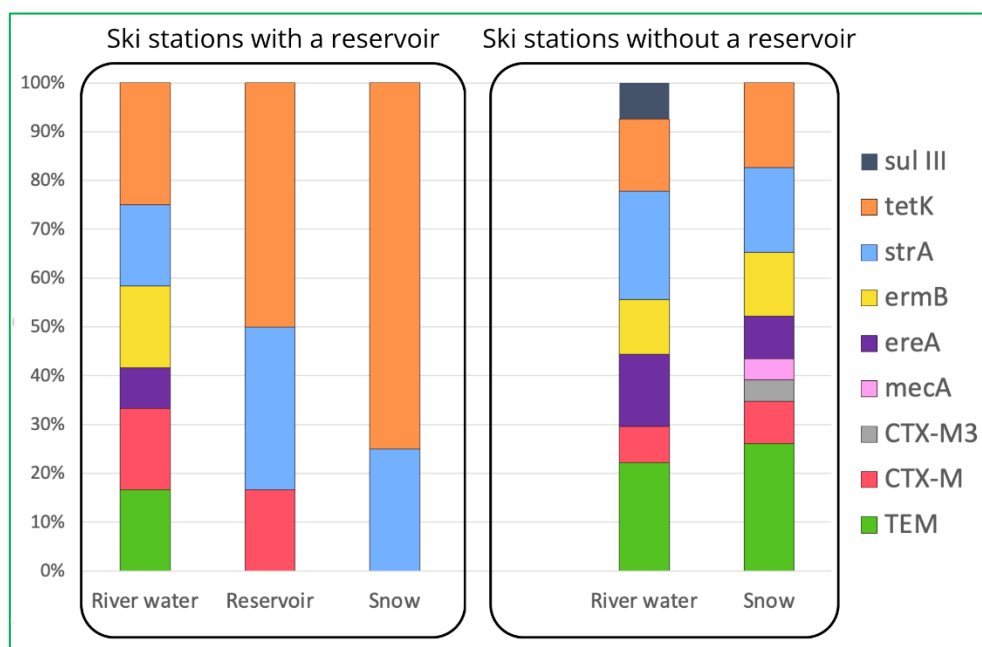 Ski stations with a reservoir
Ski stations without a reservoir
100%
90%
80%
70%
60%
50%
40%
30%
20%
10%
0%
River water
Reservoir
Snow
River water
Snow
sul III
tetK
strA
ermB
ereA
mecA
CTX-M3
CTX-M
TEM